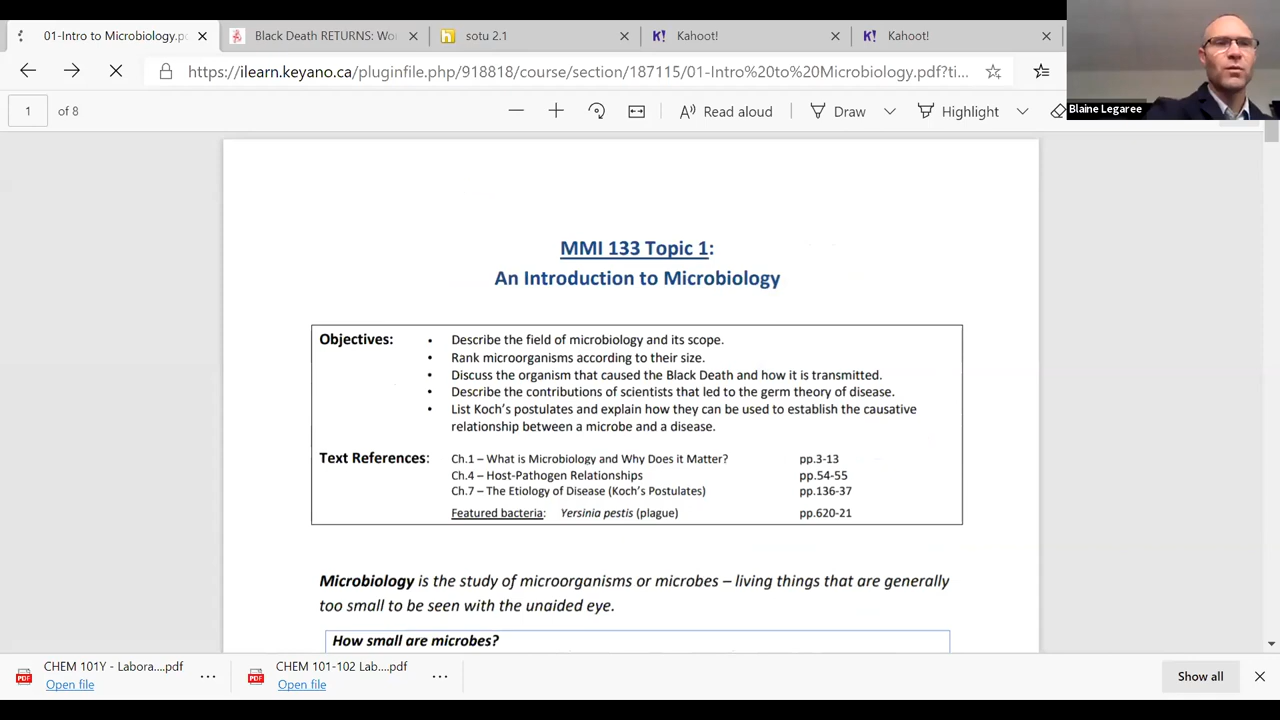 01-Intro to Microbiology.pdf
Black Death RETURNS: Wo
sotu 2.1
Kahoot!
Kahoot!
https://ilearn.keyano.ca/pluginfile.php/918818/course/section/187115/01-Intro%20to%20Microbiology.pdf?ti...
1 of 8
Read aloud
Draw
Highlight
Blaine Legaree
MMI 133 Topic 1:
An Introduction to Microbiology
Objectives: • Describe the field of microbiology and its scope.
• Rank microorganisms according to their size.
• Discuss the organism that caused the Black Death and how it is transmitted.
• Describe the contributions of scientists that led to the germ theory of disease.
• List Koch's postulates and explain how they can be used to establish the causative
relationship between a microbe and a disease.
Text References: Ch.1 – What is Microbiology and Why Does it Matter? pp.3-13
Ch.4 – Host-Pathogen Relationships pp.54-55
Ch.7 – The Etiology of Disease (Koch's Postulates) pp.136-37
Featured bacteria: Yersinia pestis (plague) pp.620-21
Microbiology is the study of microorganisms or microbes – living things that are generally
too small to be seen with the unaided eye.
How small are microbes?
CHEM 101Y - Labora....pdf
Open file
CHEM 101-102 Lab....pdf
Open file
Show all